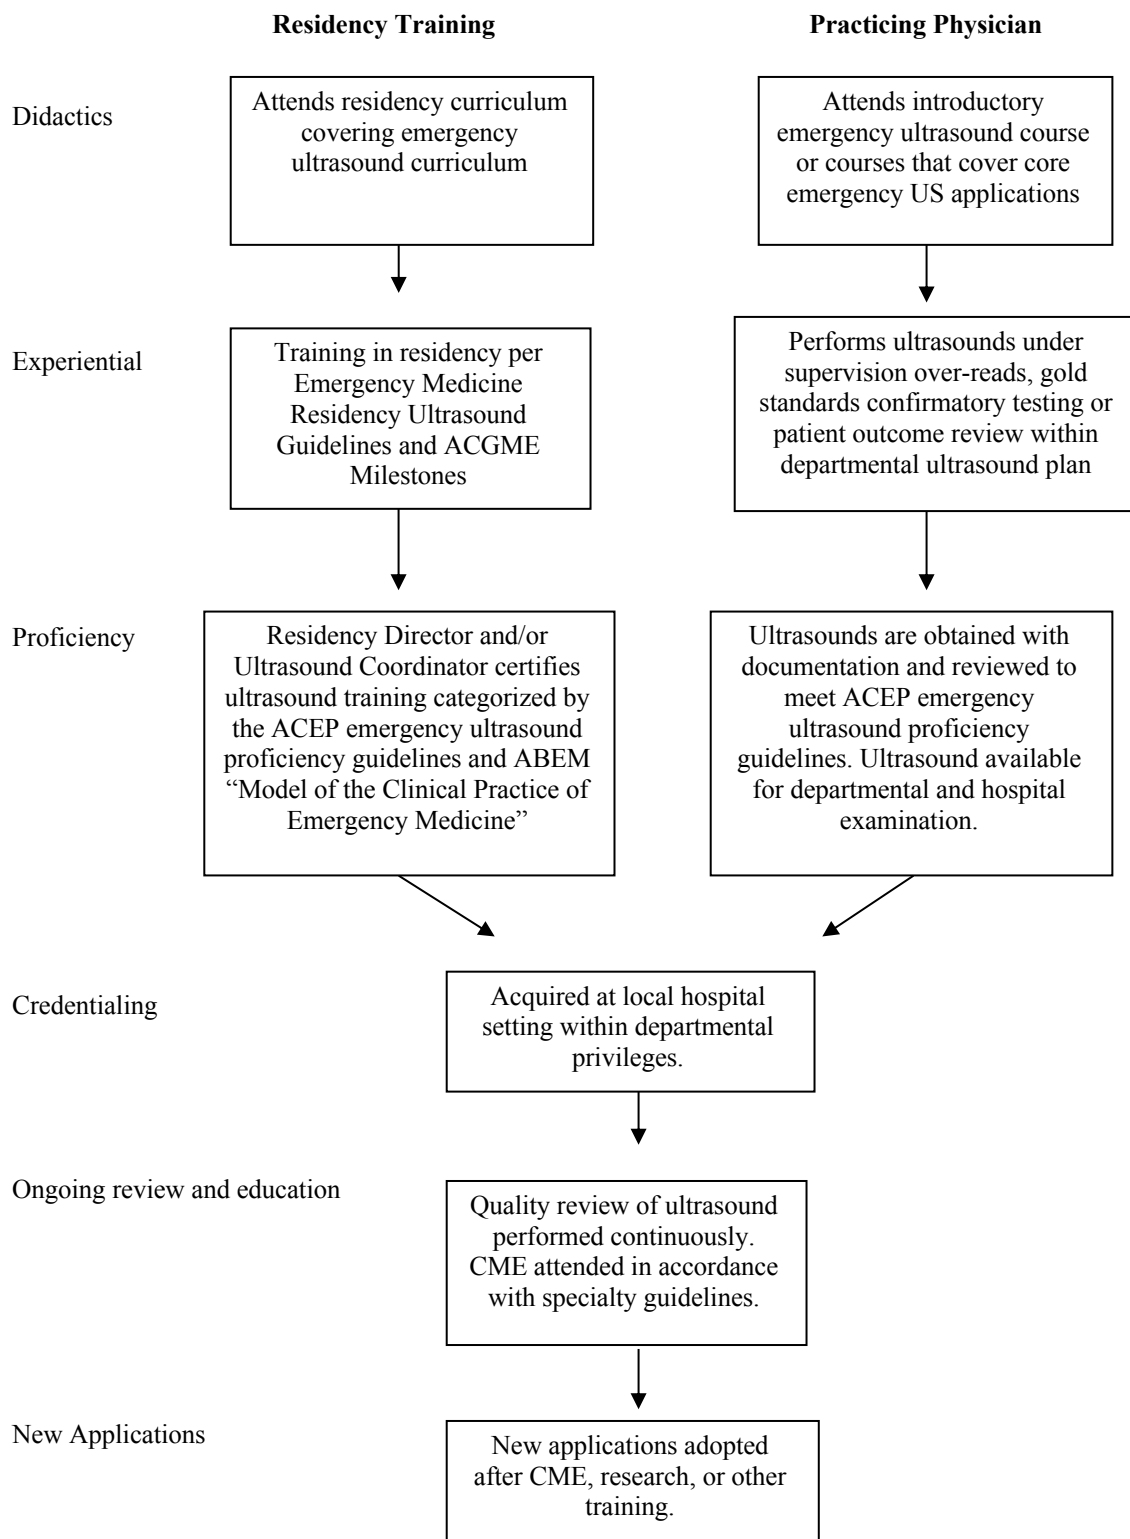 Residency Training
Practicing Physician
Didactics
Attends residency curriculum
covering emergency
ultrasound curriculum
Attends introductory
emergency ultrasound course
or courses that cover core
emergency US applications
Experiential
Training in residency per
Emergency Medicine
Residency Ultrasound
Guidelines and ACGME
Milestones
Performs ultrasounds under
supervision over-reads, gold
standards confirmatory testing or
patient outcome review within
departmental ultrasound plan
Proficiency
Residency Director and/or
Ultrasound Coordinator certifies
ultrasound training categorized by
the ACEP emergency ultrasound
proficiency guidelines and ABEM
“Model of the Clinical Practice of
Emergency Medicine”
Ultrasounds are obtained with
documentation and reviewed to
meet ACEP emergency
ultrasound proficiency
guidelines. Ultrasound available
for departmental and hospital
examination.
Credentialing
Acquired at local hospital
setting within departmental
privileges.
Ongoing review and education
Quality review of ultrasound
performed continuously.
CME attended in accordance
with specialty guidelines.
New Applications
New applications adopted
after CME, research, or other
training.